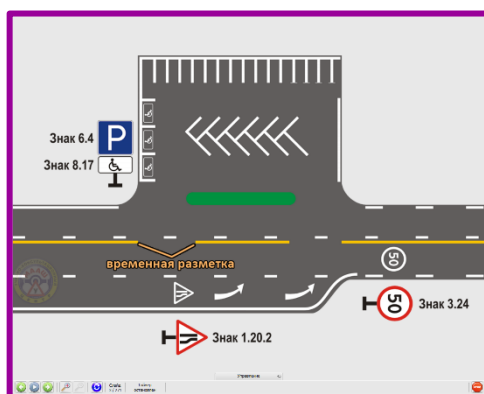 Знак 6.4
P
Знак 8.17
временная разметка
50
50
Знак 3.24
Знак 1.20.2